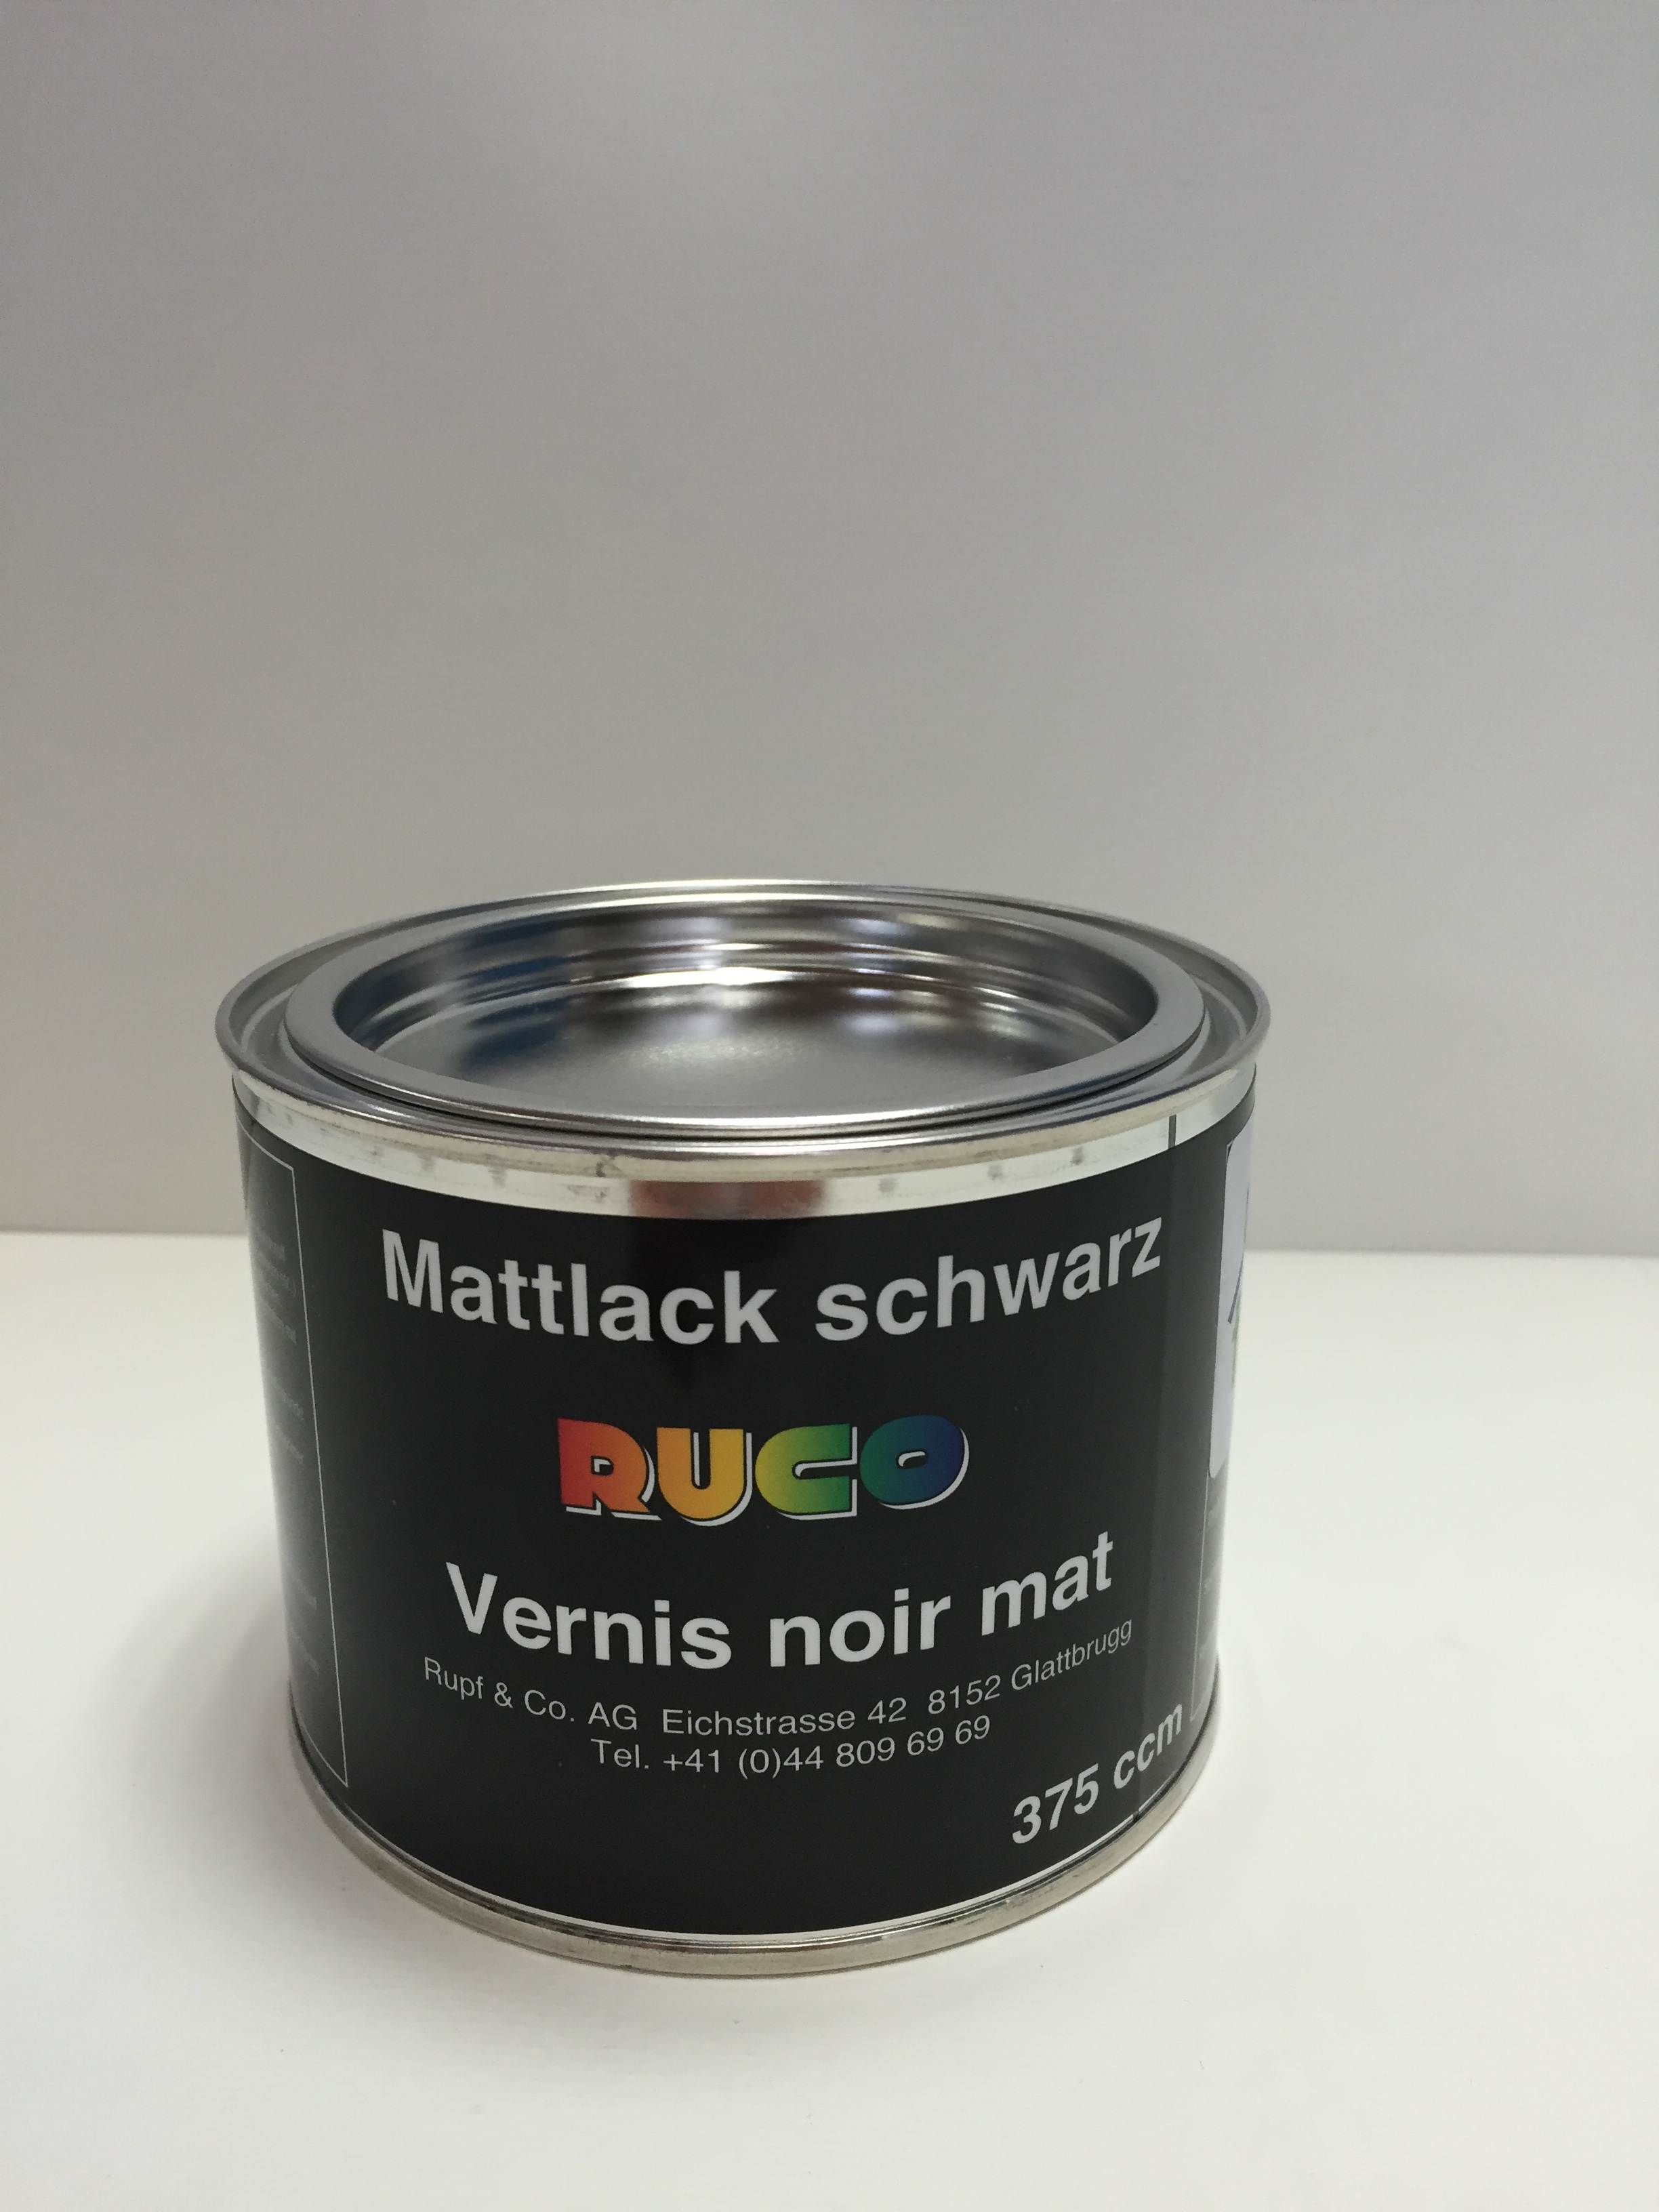 Mattlack schwarz
RUCO
Vernis noir mat
Rupf & Co. AG Eichstrasse 42 8152 Glattbrugg
Tel. +41 (0)44 809 69 69
375 ccm